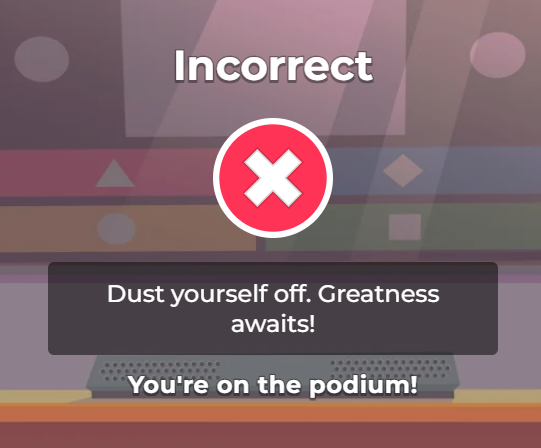 Incorrect
Dust yourself off. Greatness
awaits!
You're on the podium!